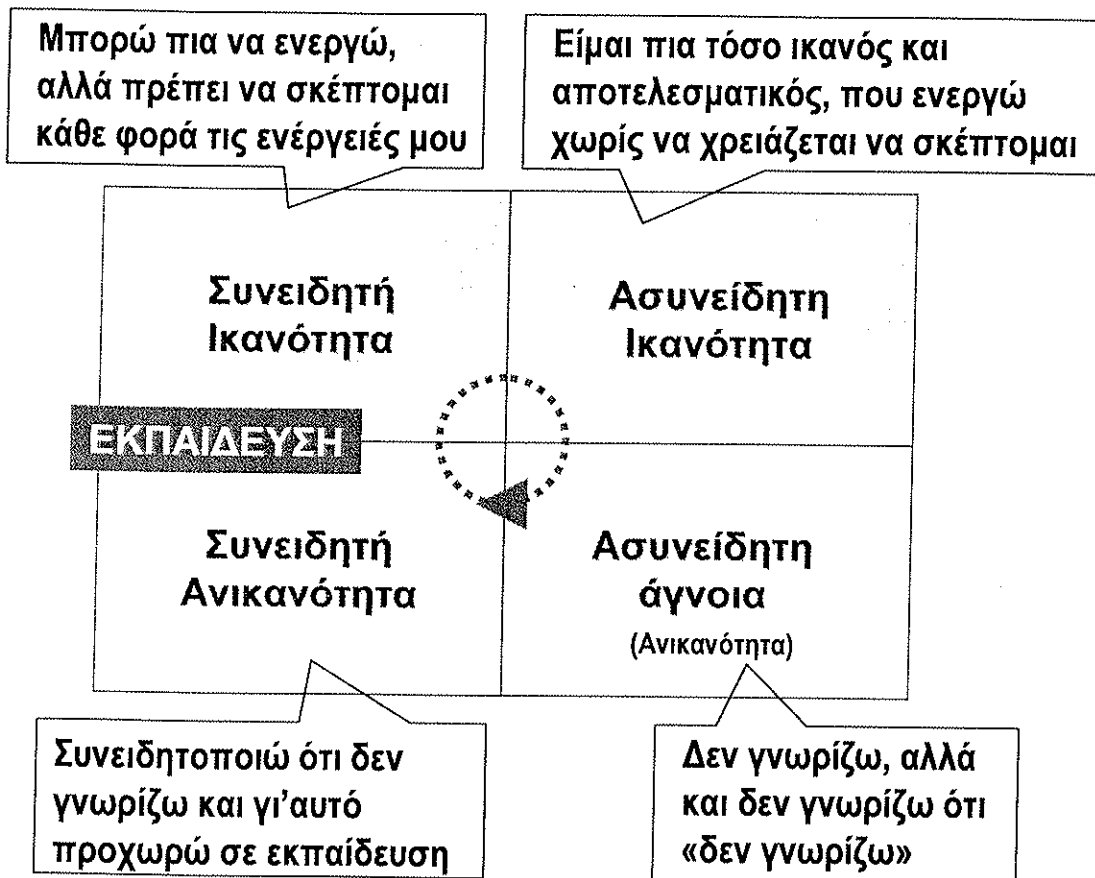 Μπορώ πια να ενεργώ,
αλλά πρέπει να σκέπτομαι
κάθε φορά τις ενέργειές μου
Είμαι πια τόσο ικανός και
αποτελεσματικός, που ενεργώ
χωρίς να χρειάζεται να σκέπτομαι
Συνειδητή
Ικανότητα
Ασυνείδητη
Ικανότητα
ΕΚΠΑΙΔΕΥΣΗ
Συνειδητή
Ανικανότητα
Ασυνείδητη
άγνοια
(Ανικανότητα)
Συνειδητοποιώ ότι δεν
γνωρίζω και γι'αυτό
προχωρώ σε εκπαίδευση
Δεν γνωρίζω, αλλά
και δεν γνωρίζω ότι
«δεν γνωρίζω»